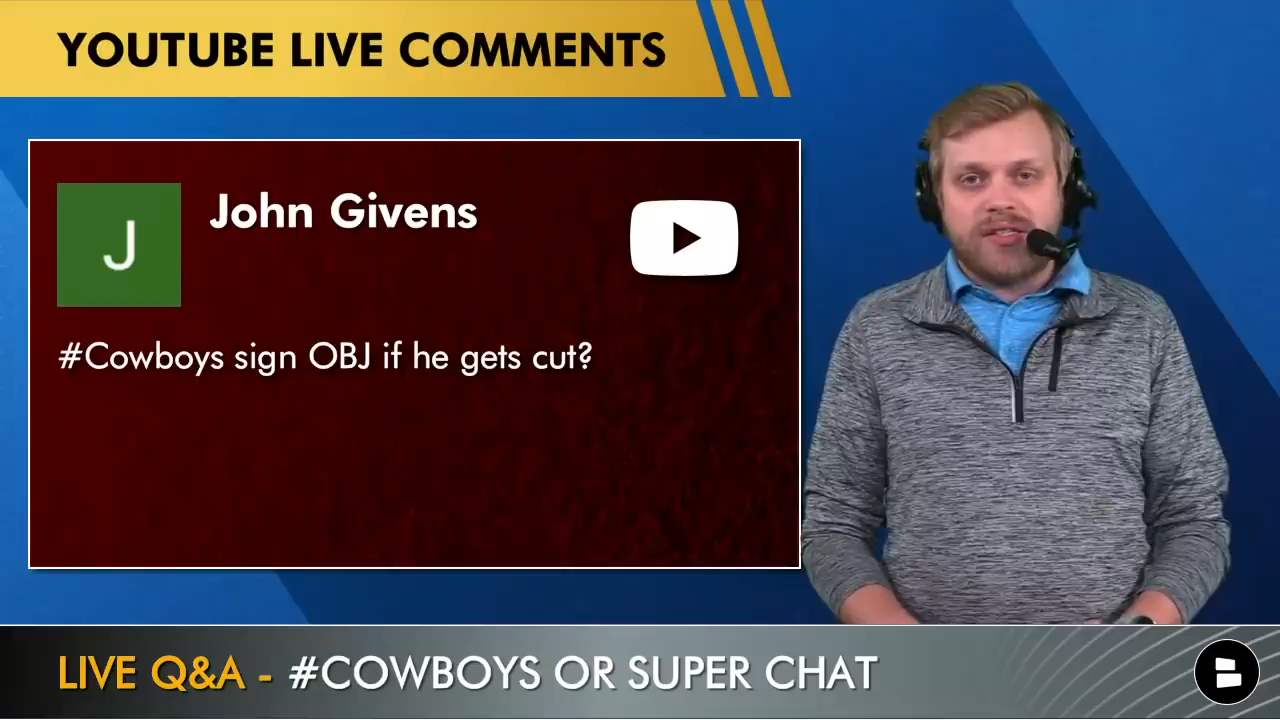 YOUTUBE LIVE COMMENTS
J
John Givens
#Cowboys sign OBJ if he gets cut?
LIVE Q&A - #COWBOYS OR SUPER CHAT